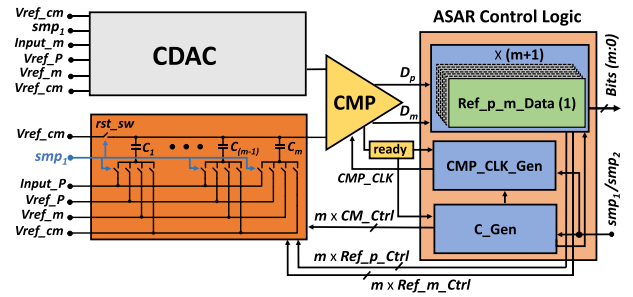 Vref_cm
smp1
Input_m
Vref_P
Vref_m
Vref_cm
CDAC
CMP
ASAR Control Logic
X (m+1)
Ref_p_m_Data (1)
Bits (m:0)
Dp
Dm
ready
CMP_CLK
CMP_CLK_Gen
C_Gen
smp1/smp2
rst_sw
Vref_cm
C1
C(m-1)
Cm
smp1
Input_P
Vref_P
Vref_m
Vref_cm
m x CM_Ctrl
m x Ref_p_Ctrl
m x Ref_m_Ctrl